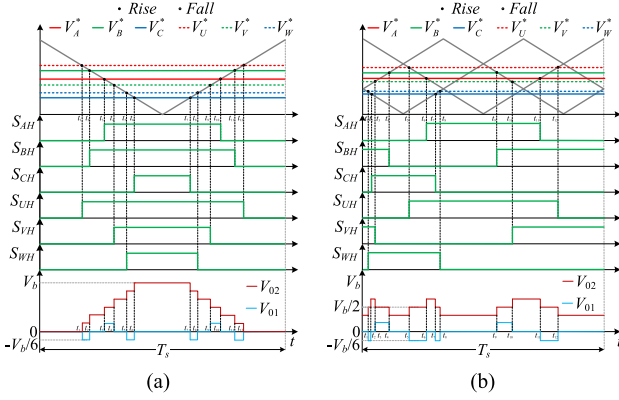 • Rise • Fall
V*A V*B V*C V*U V*V V*W
SAH
SBH
SCH
SUH
SVH
SWH
Vb
V02
V01
0
-Vb/6
Ts
t
(a)
• Rise • Fall
V*A V*B V*C V*U V*V V*W
SAH
SBH
SCH
SUH
SVH
SWH
Vb
V02
V01
Vb/2
0
-Vb/6
Ts
t
(b)